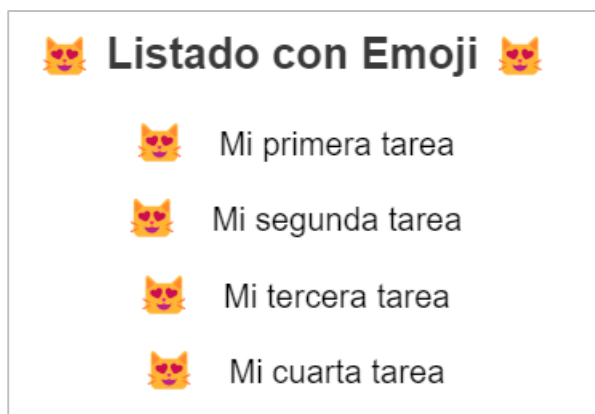 😻 Listado con Emoji 😻
😻 Mi primera tarea
😻 Mi segunda tarea
😻 Mi tercera tarea
😻 Mi cuarta tarea